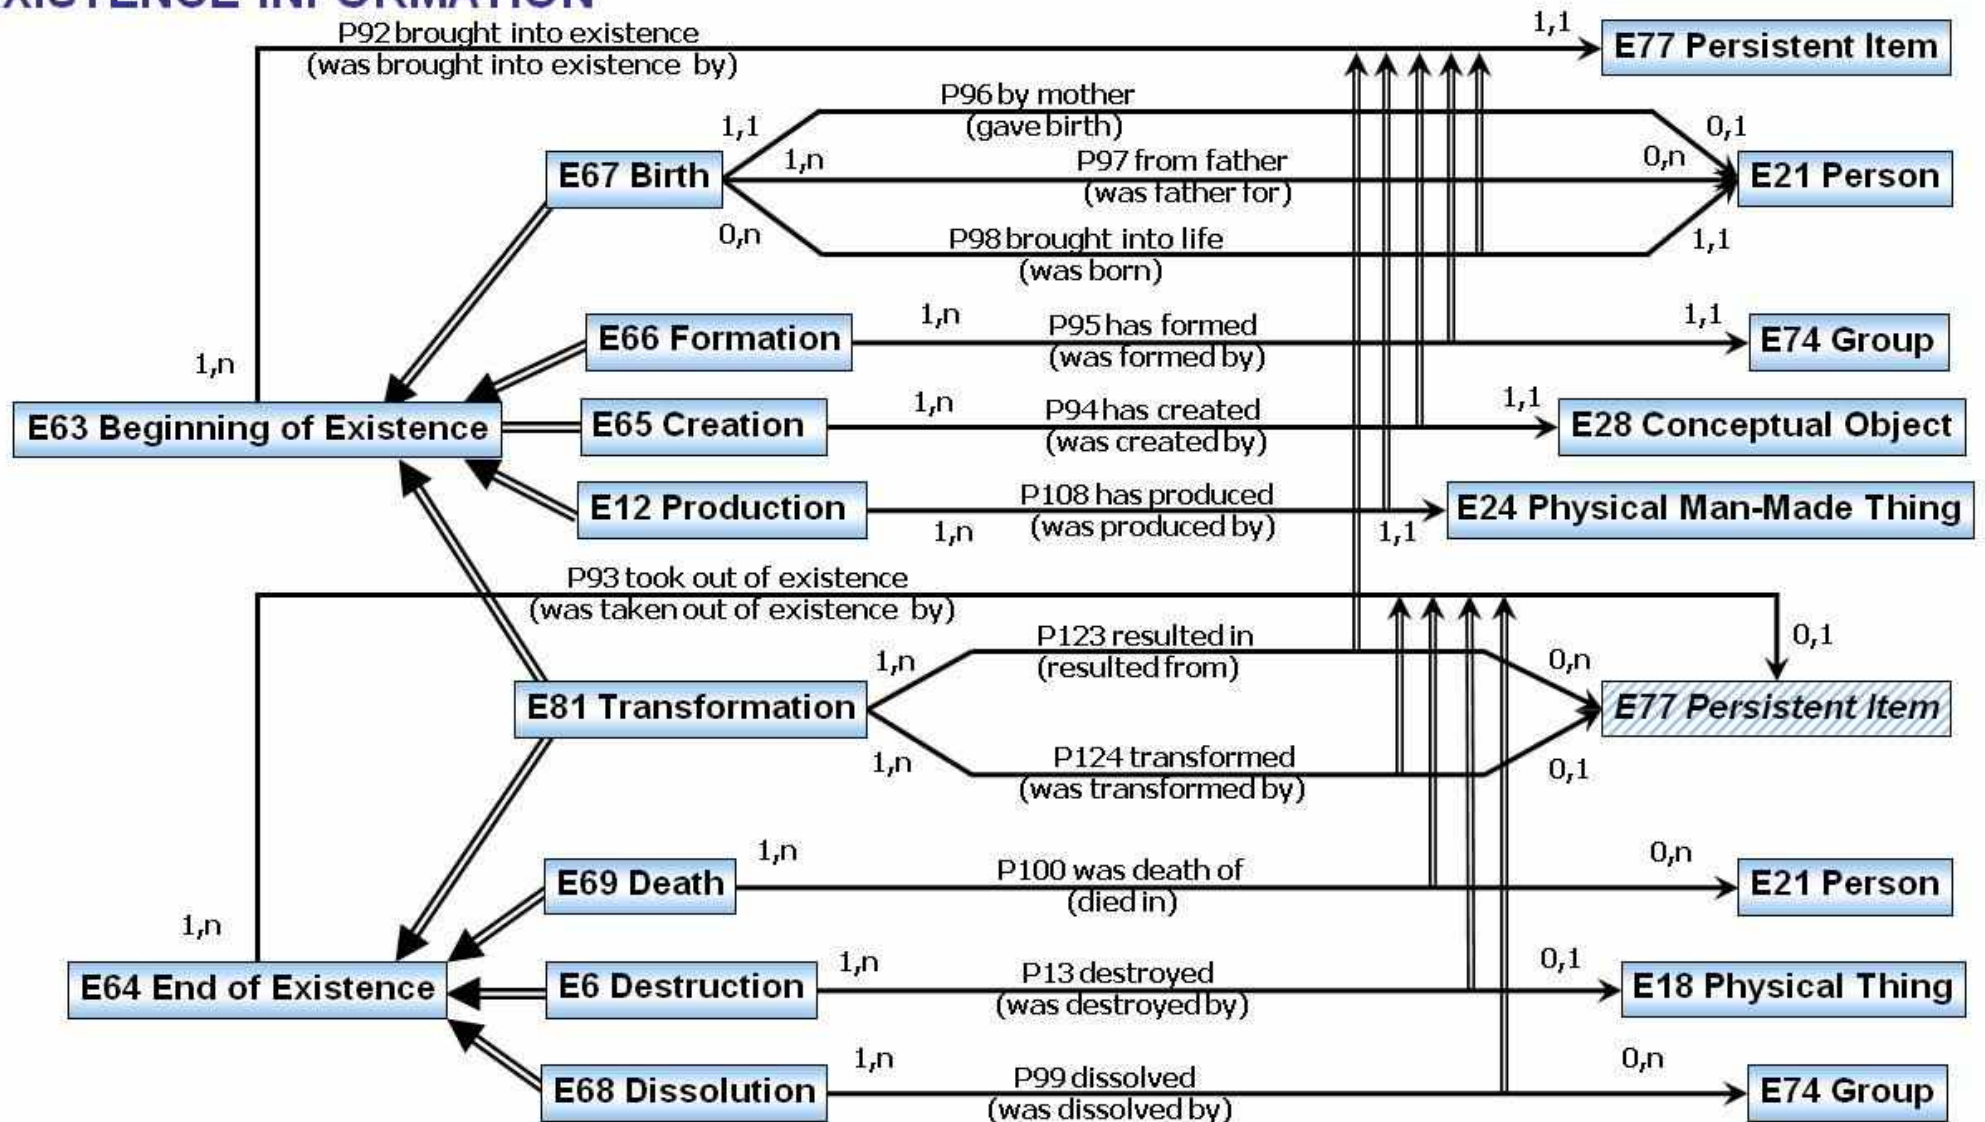 XISTENCE INFORMATION
P92 brought into existence
(was brought into existence by)
1,1
E77 Persistent Item
P96 by mother
(gave birth)
1,1
0,1
E67 Birth
1,n
P97 from father
(was father for)
0,n
E21 Person
0,n
P98 brought into life
(was born)
1,1
E66 Formation
1,n
P95 has formed
(was formed by)
1,1
E74 Group
1,n
E63 Beginning of Existence
E65 Creation
1,n
P94 has created
(was created by)
1,1
E28 Conceptual Object
E12 Production
1,n
P108 has produced
(was produced by)
1,1
E24 Physical Man-Made Thing
P93 took out of existence
(was taken out of existence by)
0,1
P123 resulted in
(resulted from)
1,n
0,n
E81 Transformation
E77 Persistent Item
1,n
P124 transformed
(was transformed by)
0,1
E69 Death
1,n
P100 was death of
(died in)
0,n
E21 Person
1,n
E64 End of Existence
E6 Destruction
1,n
P13 destroyed
(was destroyed by)
0,1
E18 Physical Thing
E68 Dissolution
1,n
P99 dissolved
(was dissolved by)
0,n
E74 Group